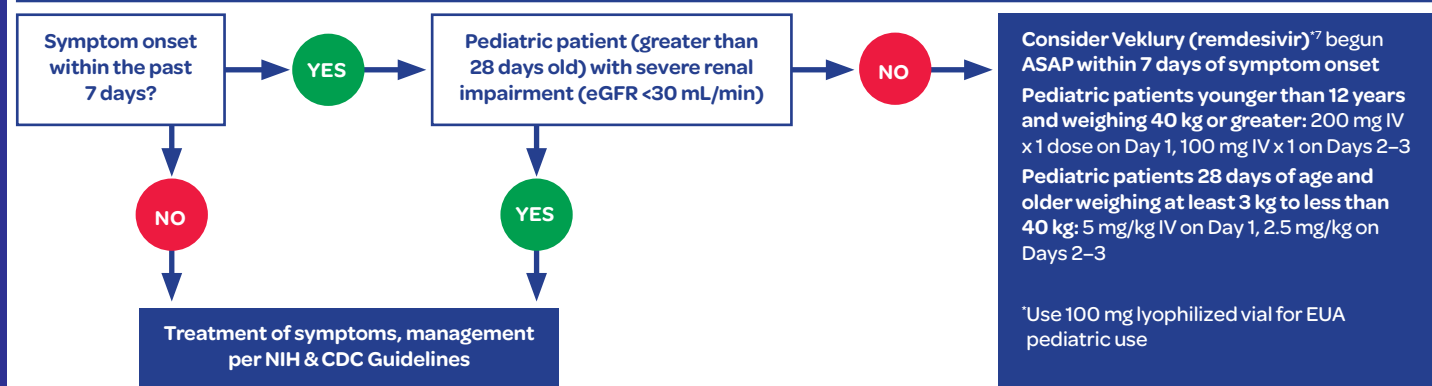 Symptom onset
within the past
7 days?
YES
Pediatric patient (greater than
28 days old) with severe renal
impairment (eGFR <30 mL/min)
NO
Consider Veklury (remdesivir)*7 begun
ASAP within 7 days of symptom onset
Pediatric patients younger than 12 years
and weighing 40 kg or greater: 200 mg IV
x 1 dose on Day 1, 100 mg IV x 1 on Days 2–3
Pediatric patients 28 days of age and
older weighing at least 3 kg to less than
40 kg: 5 mg/kg IV on Day 1, 2.5 mg/kg on
Days 2–3
*Use 100 mg lyophilized vial for EUA
pediatric use
NO
YES
Treatment of symptoms, management
per NIH & CDC Guidelines